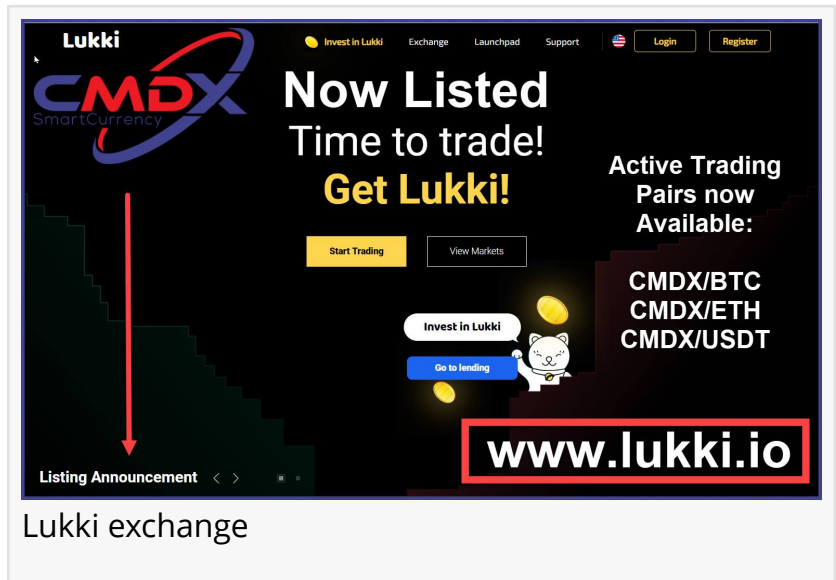 Lukki
Invest in Lukki
Exchange
Launchpad
Support
Login
Register
CMDX
SmartCurrency
Now Listed
Time to trade!
Get Lukki!
Start Trading
View Markets
Active Trading
Pairs now
Available:
CMDX/BTC
CMDX/ETH
CMDX/USDT
Invest in Lukki
Go to lending
www.lukki.io
Listing Announcement
Lukki exchange